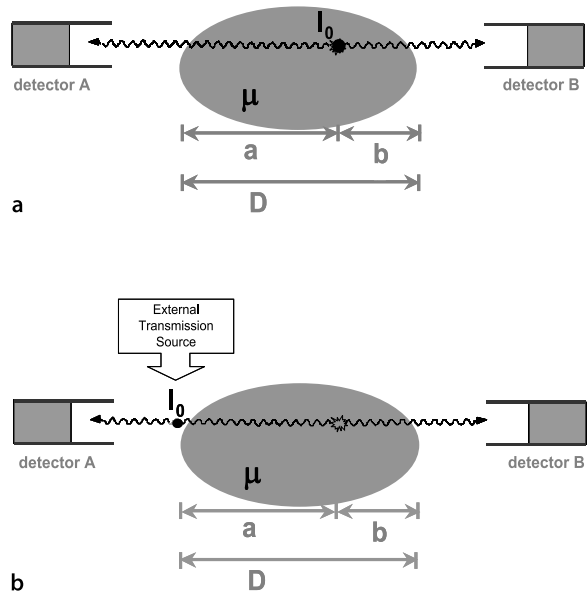 I0
detector A
detector B
μ
a
b
D
a
External
Transmission
Source
I0
detector A
detector B
μ
a
b
D
b